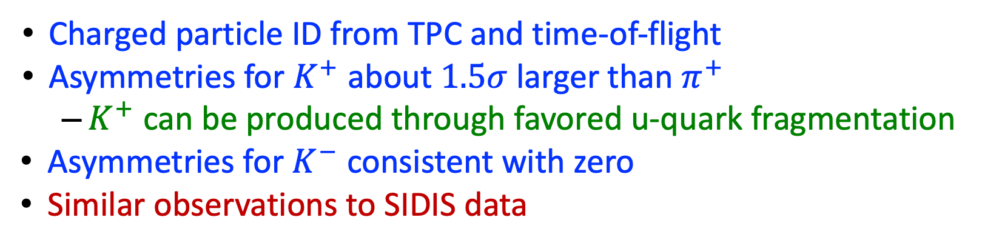 • Charged particle ID from TPC and time-of-flight
• Asymmetries for K⁺ about 1.5σ larger than π⁺
– K⁺ can be produced through favored u-quark fragmentation
• Asymmetries for K⁻ consistent with zero
• Similar observations to SIDIS data